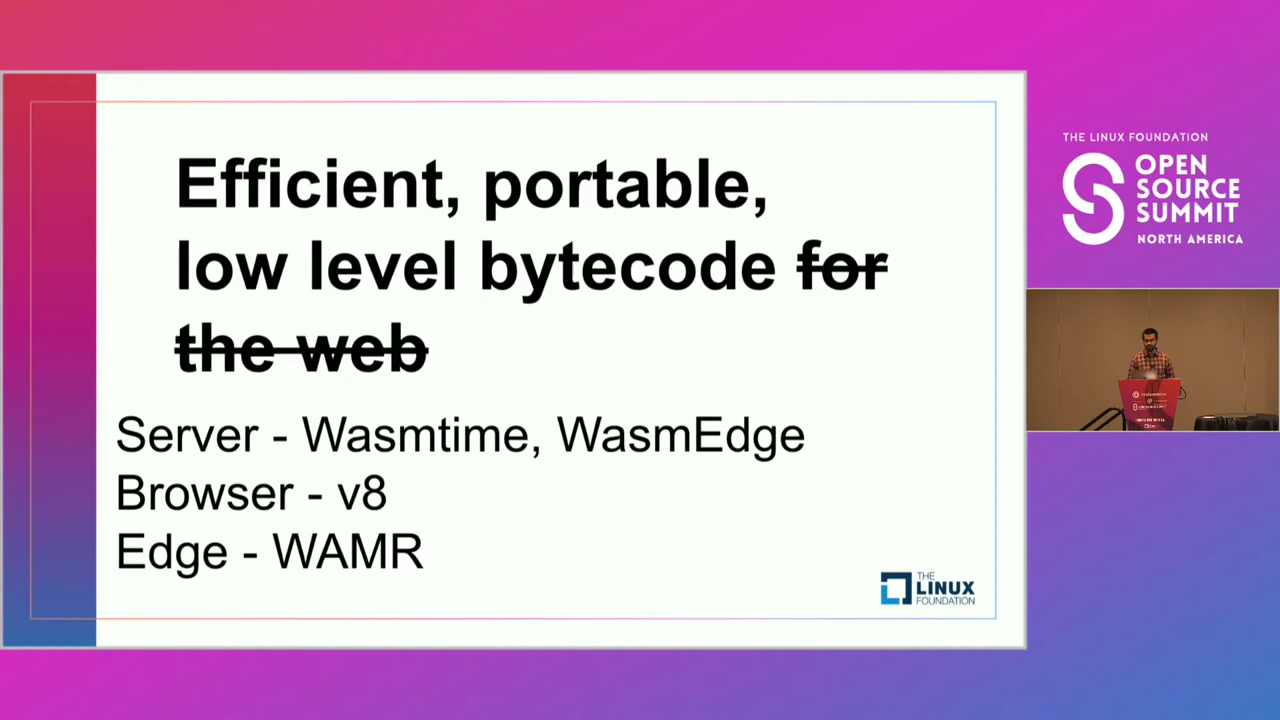 Efficient, portable,
low level bytecode for
the web
Server - Wasmtime, WasmEdge
Browser - v8
Edge - WAMR
THE
LINUX
FOUNDATION
THE LINUX FOUNDATION
OPEN
SOURCE
SUMMIT
NORTH AMERICA